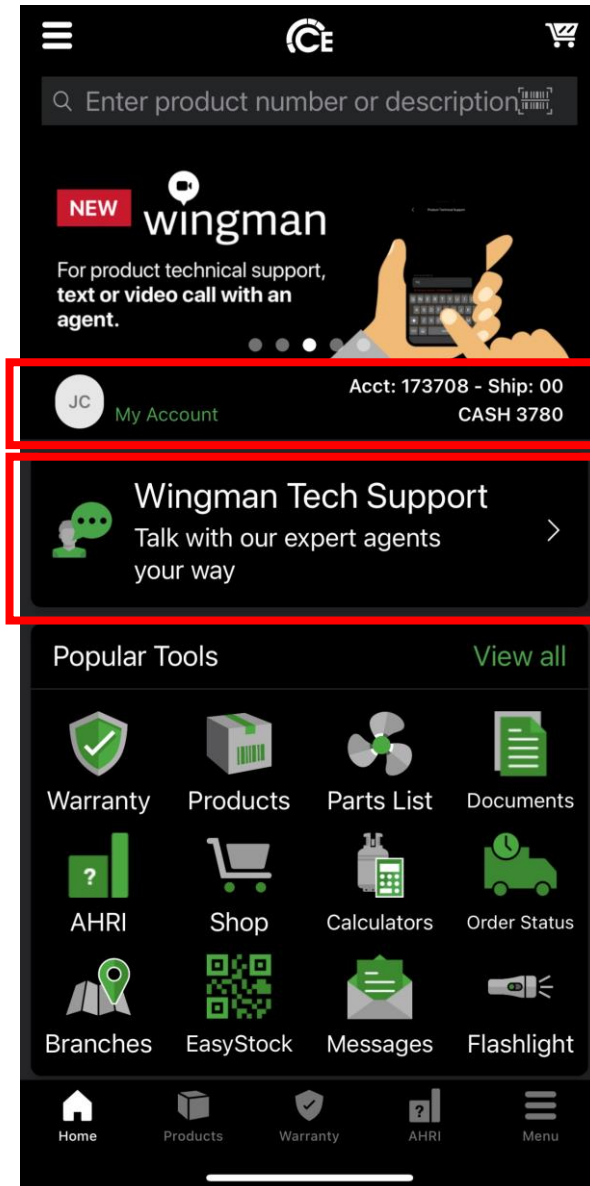 CE
Enter product number or description
NEW
wingman
For product technical support,
text or video call with an
agent.
JC
My Account
Acct: 173708 - Ship: 00
CASH 3780
Wingman Tech Support
Talk with our expert agents
your way
Popular Tools
View all
Warranty
Products
Parts List
Documents
?
AHRI
Shop
Calculators
Order Status
Branches
EasyStock
Messages
Flashlight
Home
Products
Warranty
?
AHRI
Menu